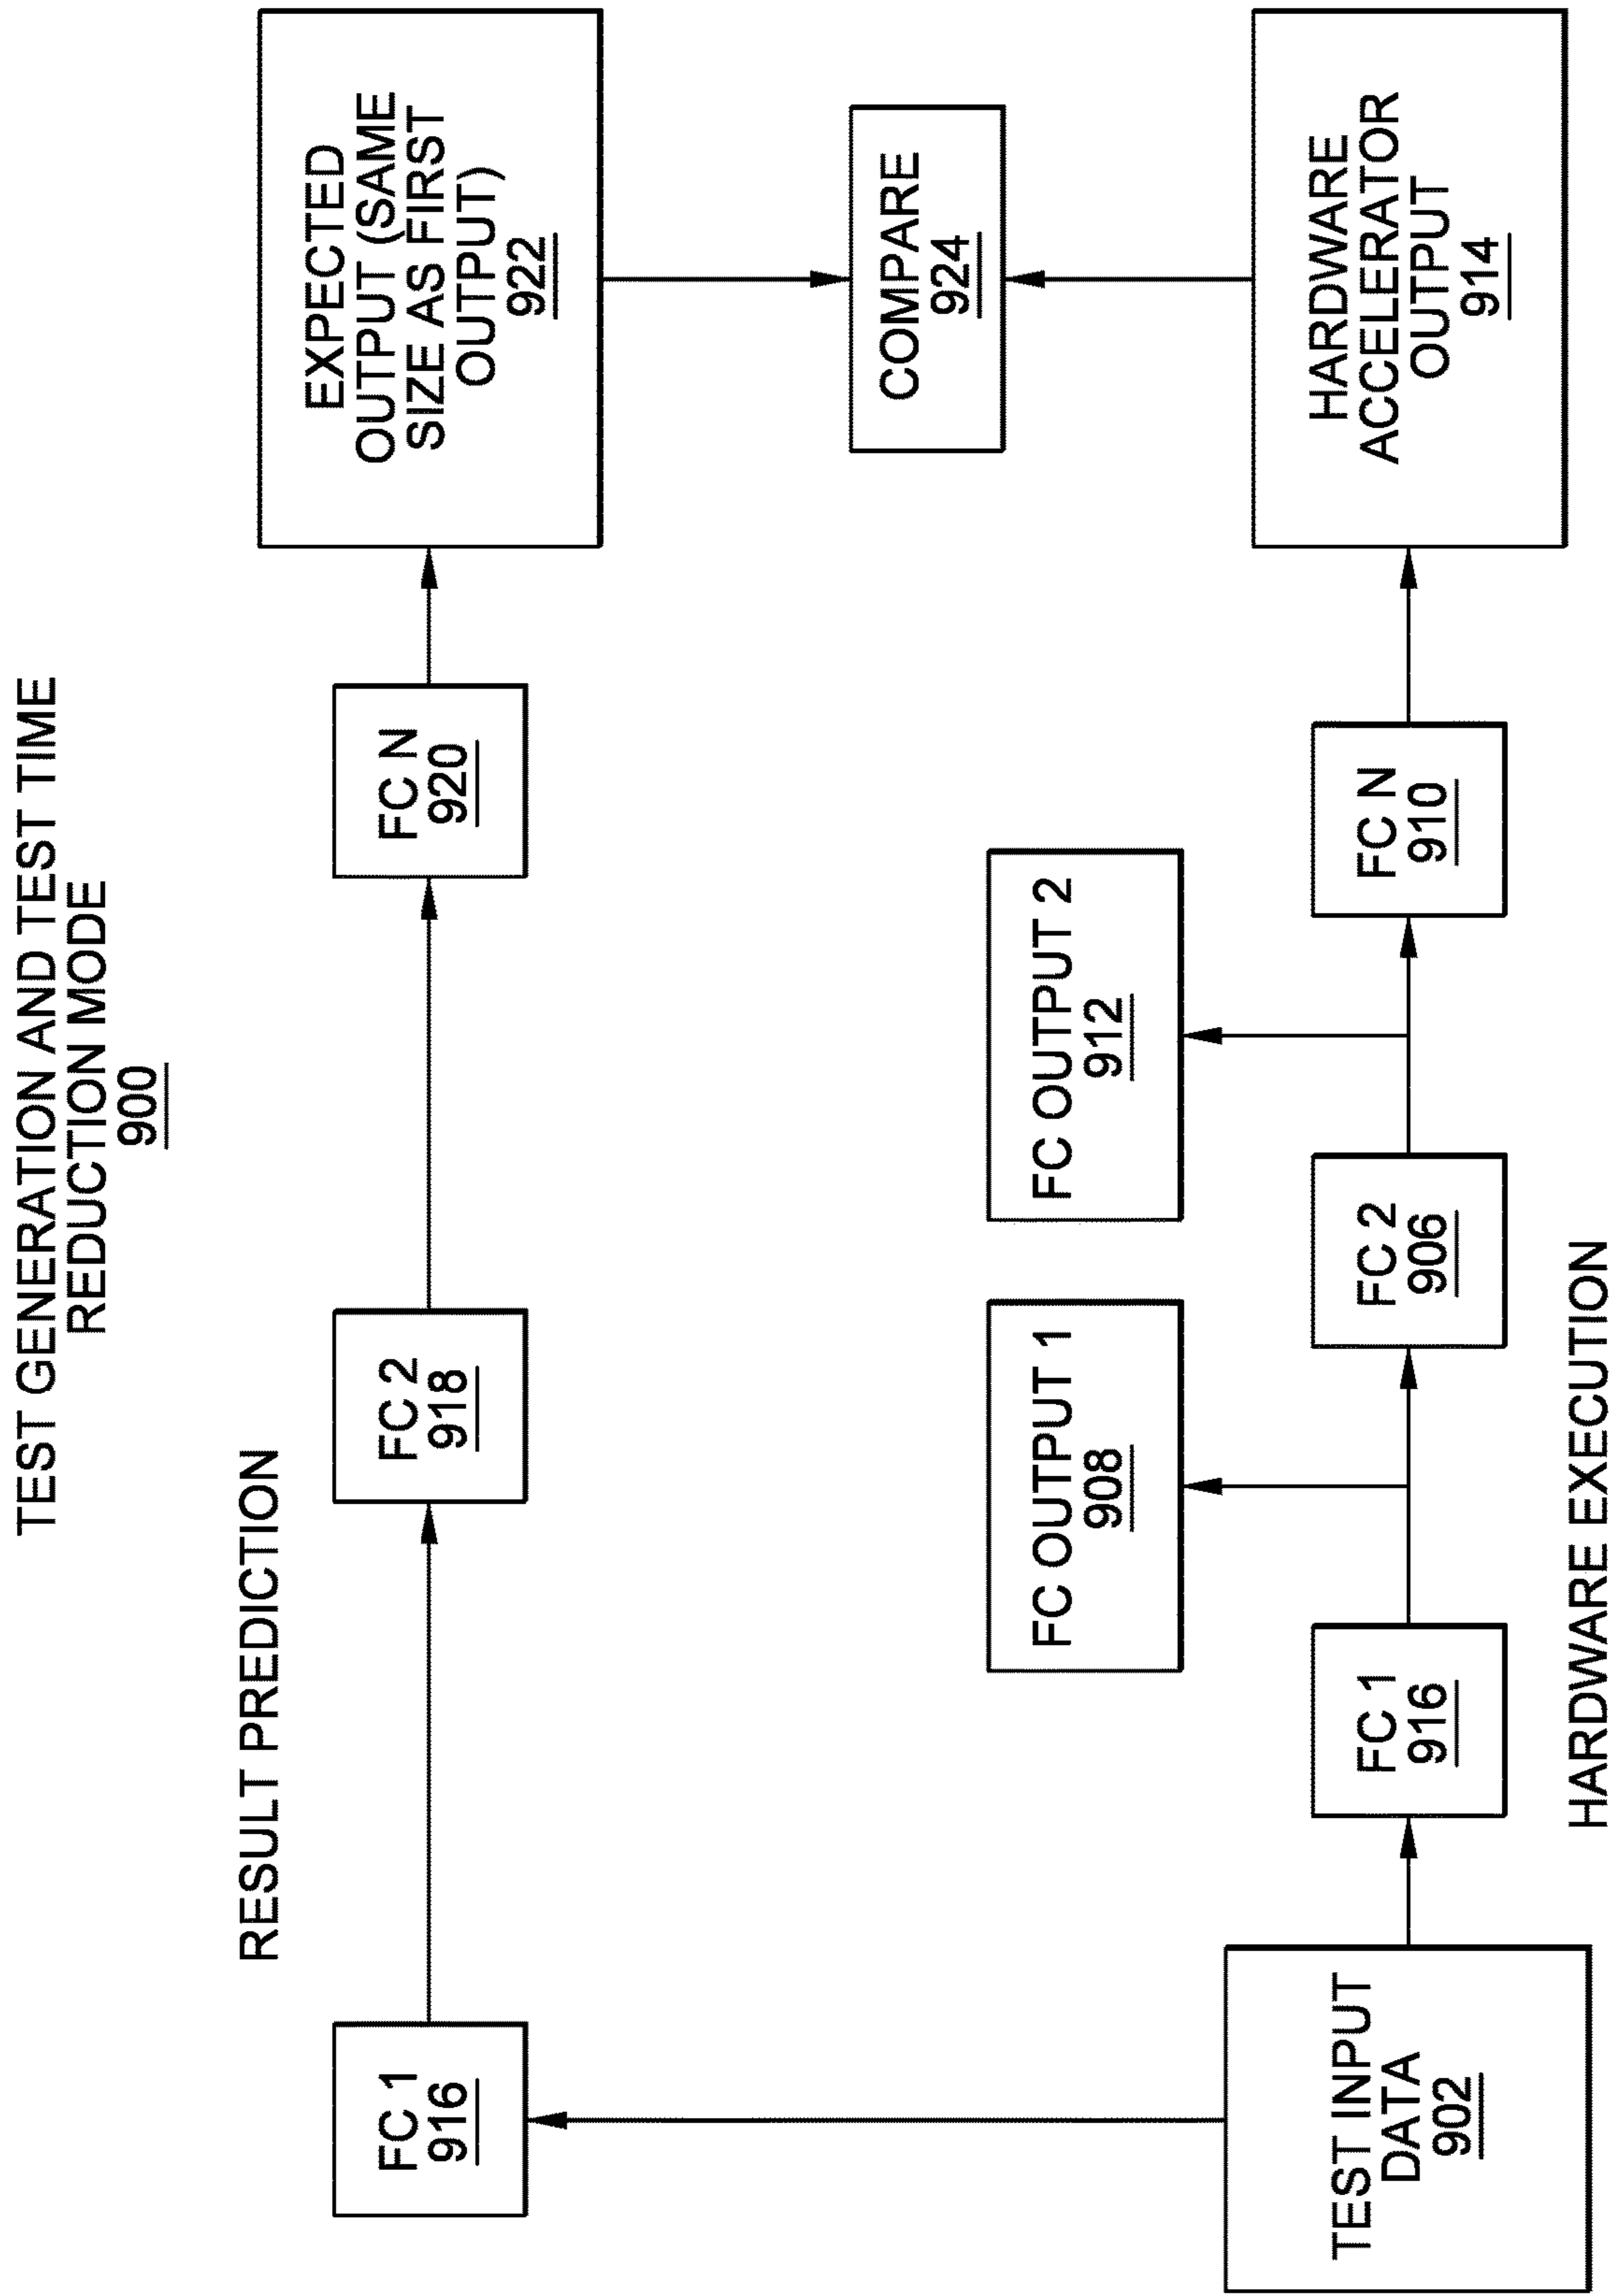 TEST GENERATION AND TEST TIME
REDUCTION MODE
900
RESULT PREDICTION
FC 1
916
FC 2
918
FC N
920
EXPECTED
OUTPUT (SAME
SIZE AS FIRST
OUTPUT)
922
COMPARE
924
FC OUTPUT 1
908
FC OUTPUT 2
912
TEST INPUT
DATA
902
FC 1
916
FC 2
906
FC N
910
HARDWARE
ACCELERATOR
OUTPUT
914
HARDWARE EXECUTION